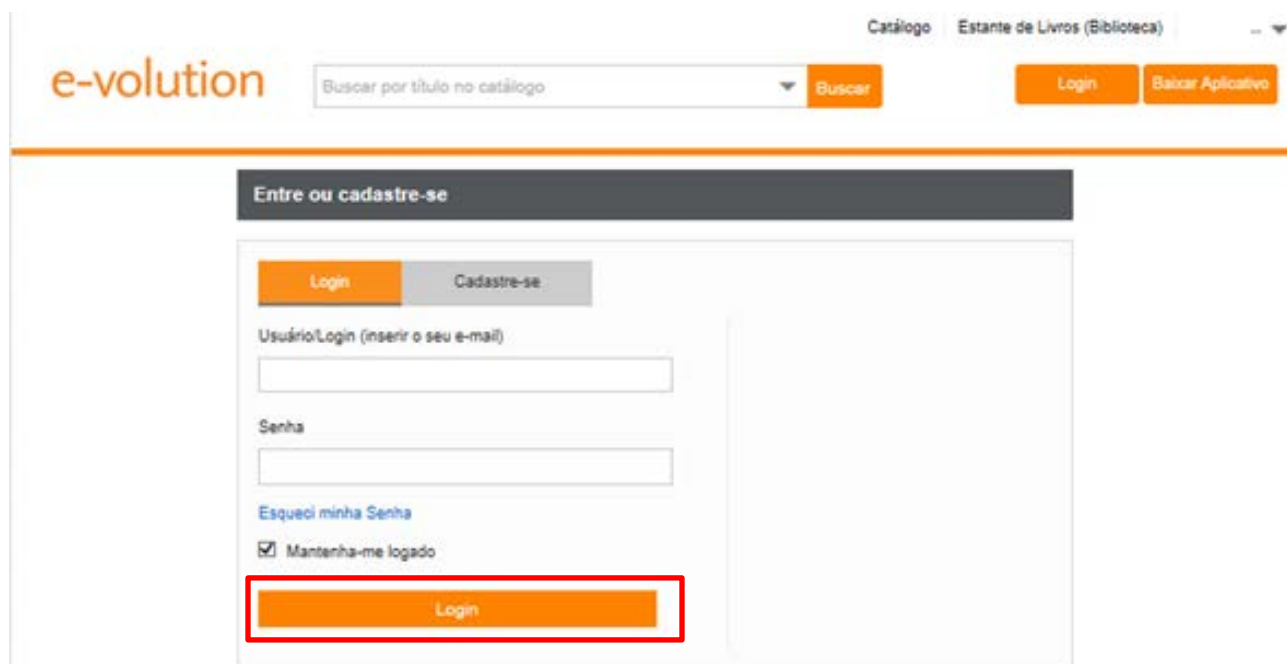 Catálogo Estante de Livros (Biblioteca) ...
e-volution Buscar por título no catálogo Buscar Login Baixar Aplicativo
Entre ou cadastre-se
Login Cadastre-se
Usuário/Login (inserir o seu e-mail)
Senha
Esqueci minha Senha
Mantenha-me logado
Login